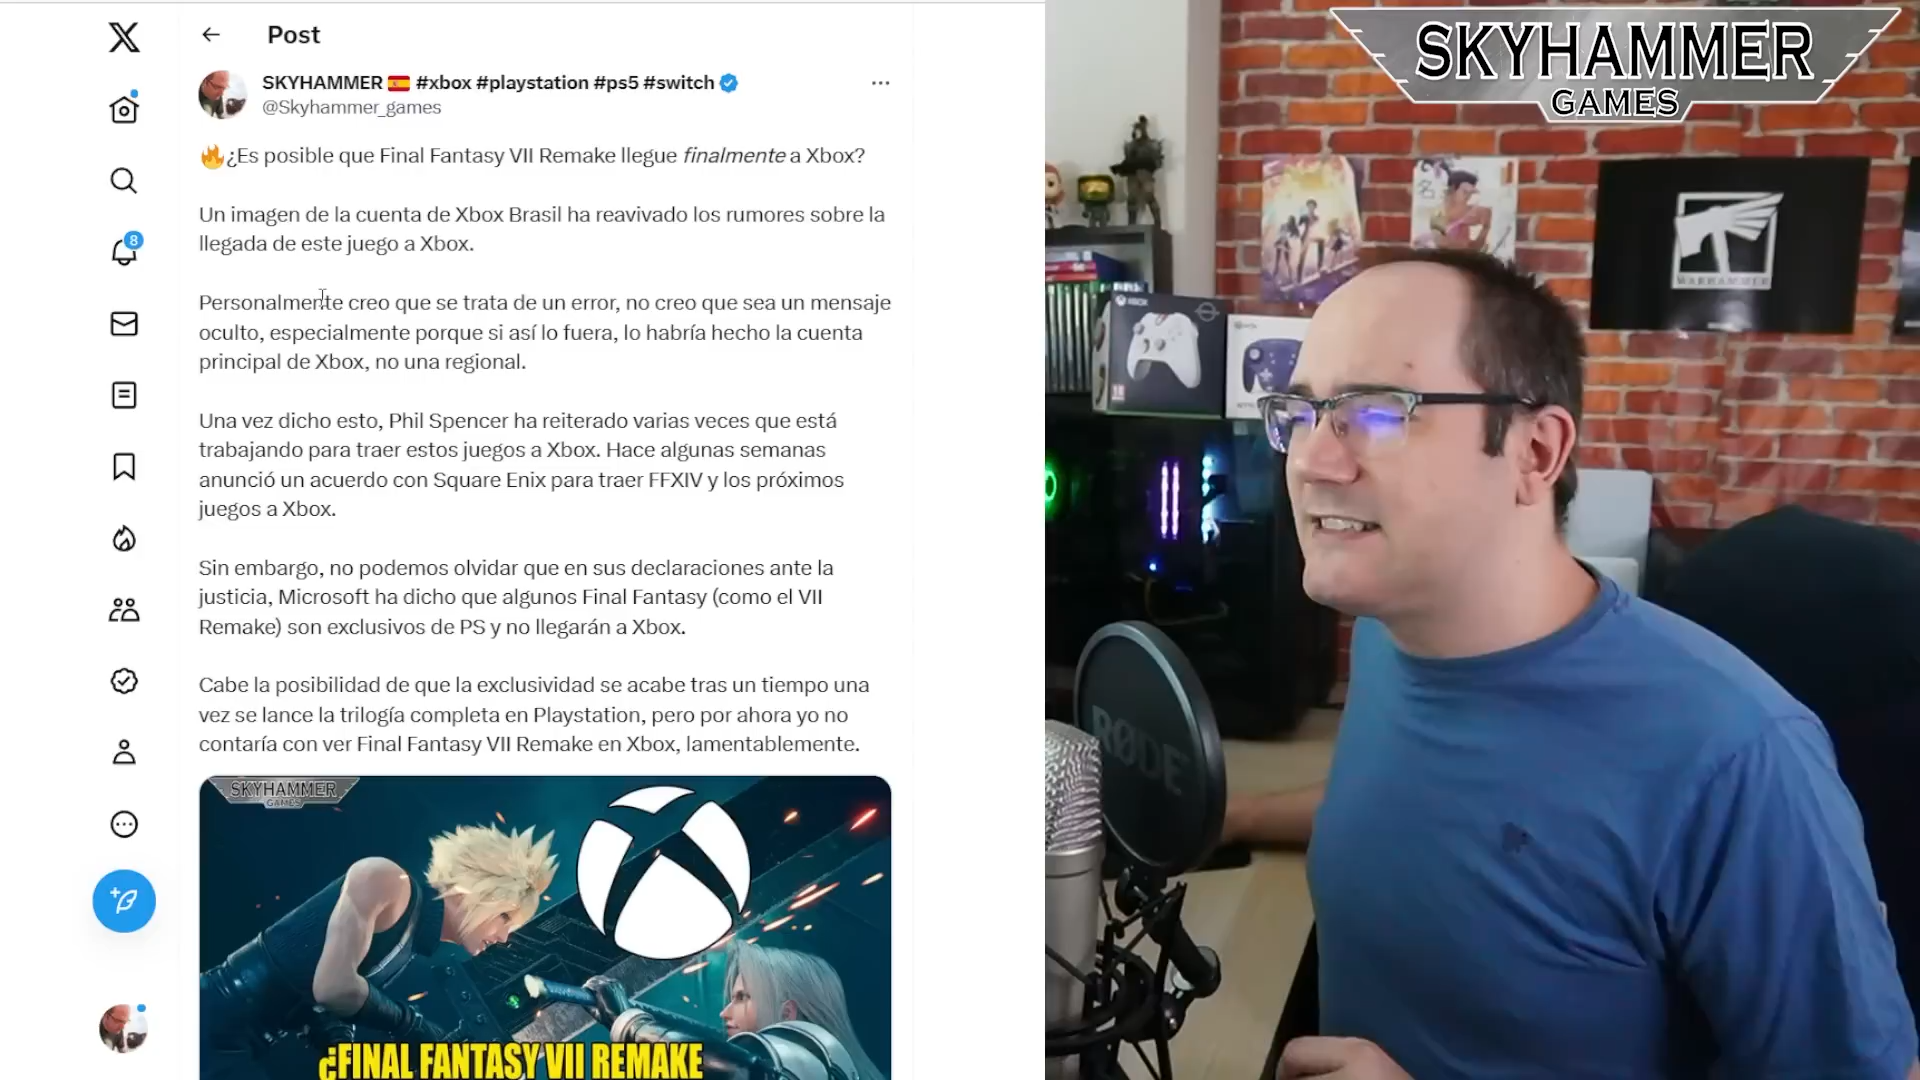 Post
SKYHAMMER 🇪🇸 #xbox #playstation #ps5 #switch
@Skyhammer_games
🔥¿Es posible que Final Fantasy VII Remake llegue finalmente a Xbox?
Un imagen de la cuenta de Xbox Brasil ha reavivado los rumores sobre la
llegada de este juego a Xbox.
Personalmente creo que se trata de un error, no creo que sea un mensaje
oculto, especialmente porque si así lo fuera, lo habría hecho la cuenta
principal de Xbox, no una regional.
Una vez dicho esto, Phil Spencer ha reiterado varias veces que está
trabajando para traer estos juegos a Xbox. Hace algunas semanas
anunció un acuerdo con Square Enix para traer FFXIV y los próximos
juegos a Xbox.
Sin embargo, no podemos olvidar que en sus declaraciones ante la
justicia, Microsoft ha dicho que algunos Final Fantasy (como el VII
Remake) son exclusivos de PS y no llegarán a Xbox.
Cabe la posibilidad de que la exclusividad se acabe tras un tiempo una
vez se lance la trilogía completa en Playstation, pero por ahora yo no
contaría con ver Final Fantasy VII Remake en Xbox, lamentablemente.
SKYHAMMER
GAMES
¿FINAL FANTASY VII REMAKE
8
SKYHAMMER
GAMES
WARHAMMER
XBOX
RØDE